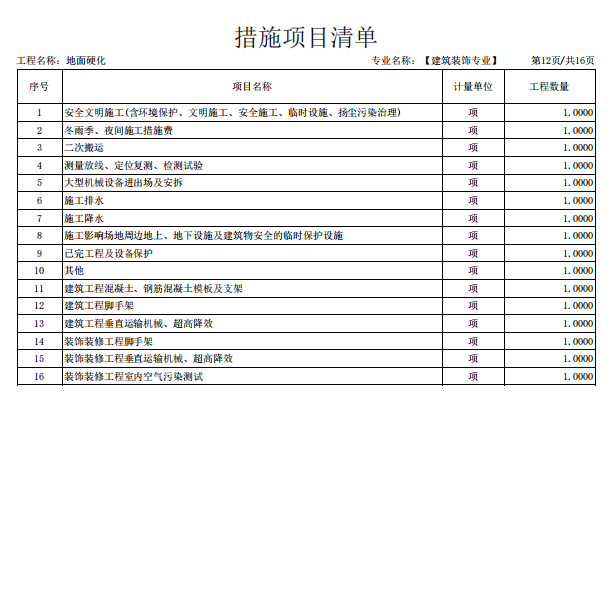 措施项目清单
工程名称：地面硬化 专业名称：【建筑装饰专业】 第12页/共16页
序号 项目名称 计量单位 工程数量
1 安全文明施工(含环境保护、文明施工、安全施工、临时设施、扬尘污染治理) 项 1.0000
2 冬雨季、夜间施工措施费 项 1.0000
3 二次搬运 项 1.0000
4 测量放线、定位复测、检测试验 项 1.0000
5 大型机械设备进出场及安拆 项 1.0000
6 施工排水 项 1.0000
7 施工降水 项 1.0000
8 施工影响场地周边地上、地下设施及建筑物安全的临时保护设施 项 1.0000
9 已完工程及设备保护 项 1.0000
10 其他 项 1.0000
11 建筑工程混凝土、钢筋混凝土模板及支架 项 1.0000
12 建筑工程脚手架 项 1.0000
13 建筑工程垂直运输机械、超高降效 项 1.0000
14 装饰装修工程脚手架 项 1.0000
15 装饰装修工程垂直运输机械、超高降效 项 1.0000
16 装饰装修工程室内空气污染测试 项 1.0000